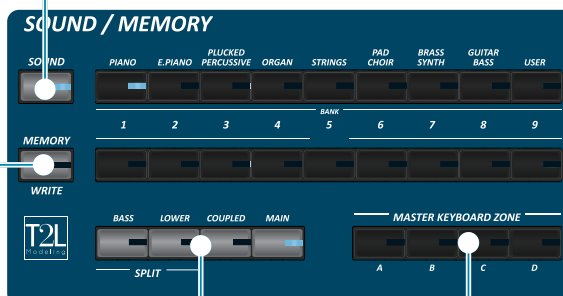 SOUND / MEMORY
SOUND
PIANO E.PIANO PLUCKED PERCUSSIVE ORGAN STRINGS PAD CHOIR BRASS SYNTH GUITAR BASS USER
BANK
1 2 3 4 5 6 7 8 9
MEMORY
WRITE
BASS LOWER COUPLED MAIN
MASTER KEYBOARD ZONE
T2L
Modeling
SPLIT
A B C D